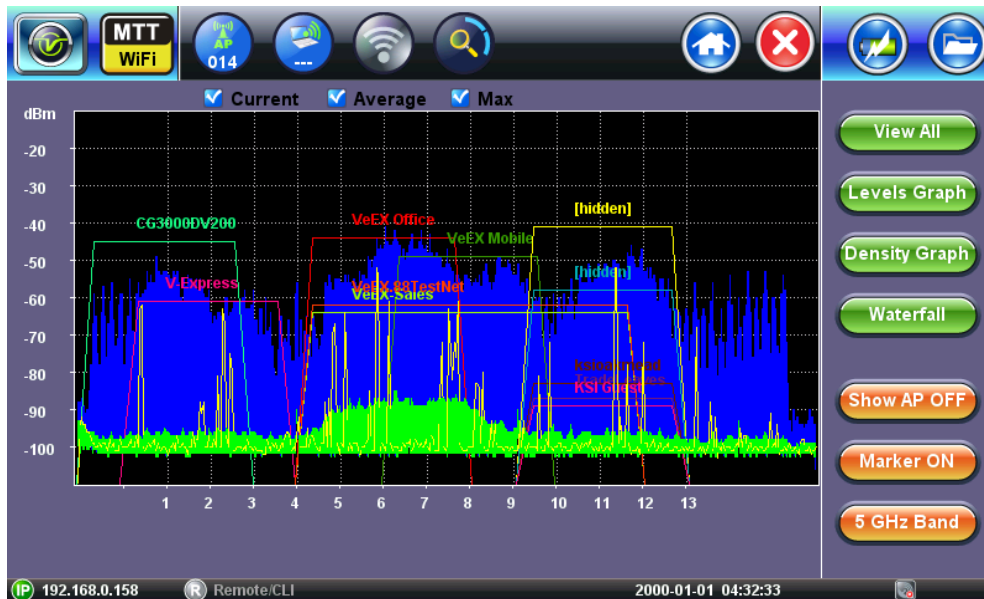 MTT
WiFi
AP
014
---
Current
Average
Max
dBm
-20
-30
-40
-50
-60
-70
-80
-90
-100
CG3000DV200
V-Express
VeEX Office
VeEX Mobile
VeEX 88TestNet
VeEX-Sales
[hidden]
[hidden]
KSI Guest
1 2 3 4 5 6 7 8 9 10 11 12 13
View All
Levels Graph
Density Graph
Waterfall
Show AP OFF
Marker ON
5 GHz Band
IP 192.168.0.158
R Remote/CLI
2000-01-01 04:32:33